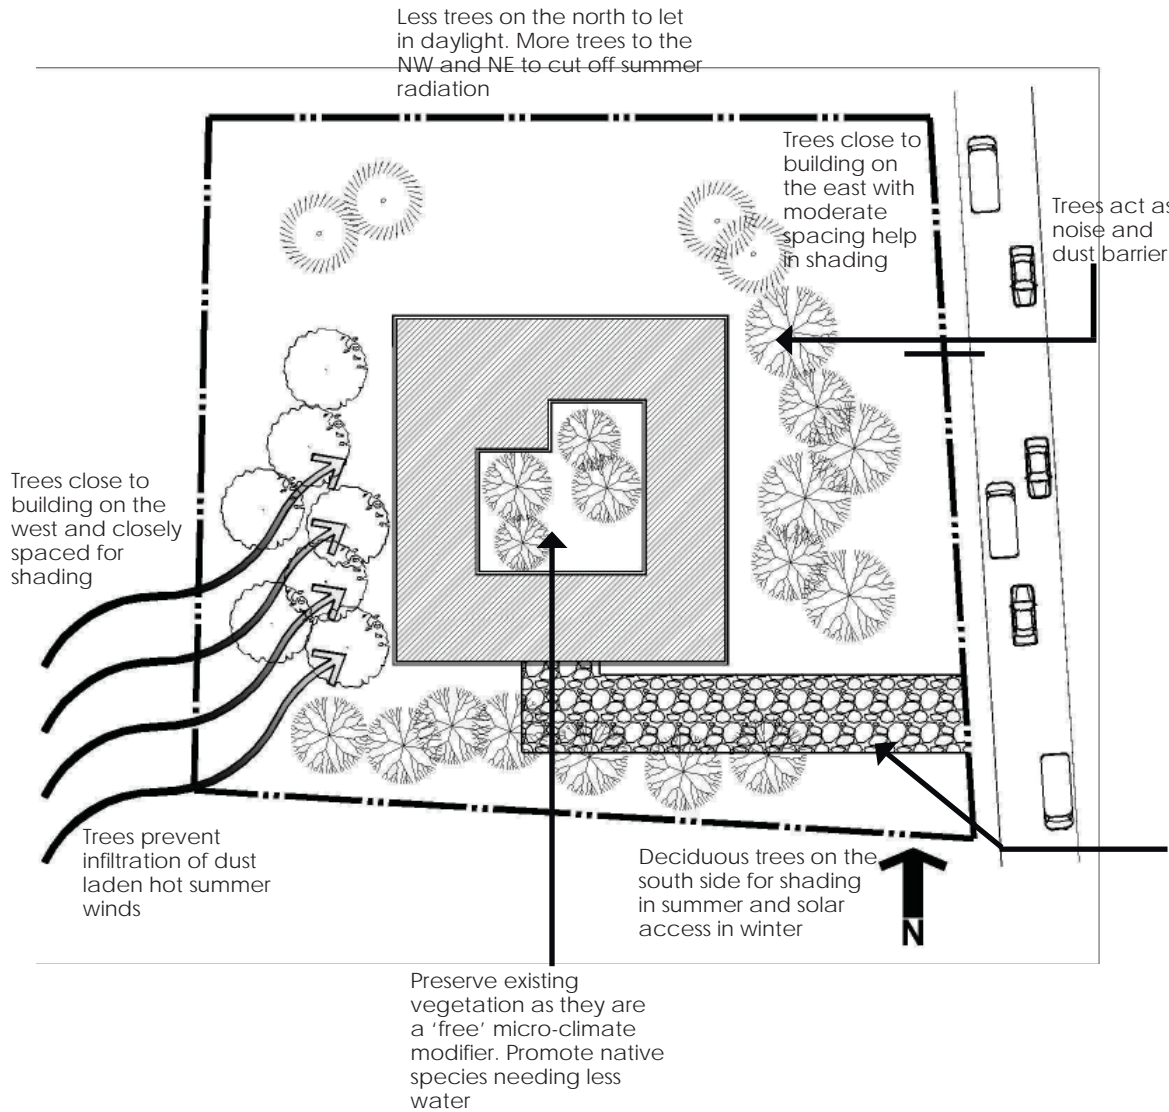 Less trees on the north to let
in daylight. More trees to the
NW and NE to cut off summer
radiation
Trees close to
building on
the east with
moderate
spacing help
in shading
Trees act as
noise and
dust barrier
Trees close to
building on the
west and closely
spaced for
shading
Trees prevent
infiltration of dust
laden hot summer
winds
Deciduous trees on the
south side for shading
in summer and solar
access in winter
N
Preserve existing
vegetation as they are
a ‘free’ micro-climate
modifier. Promote native
species needing less
water